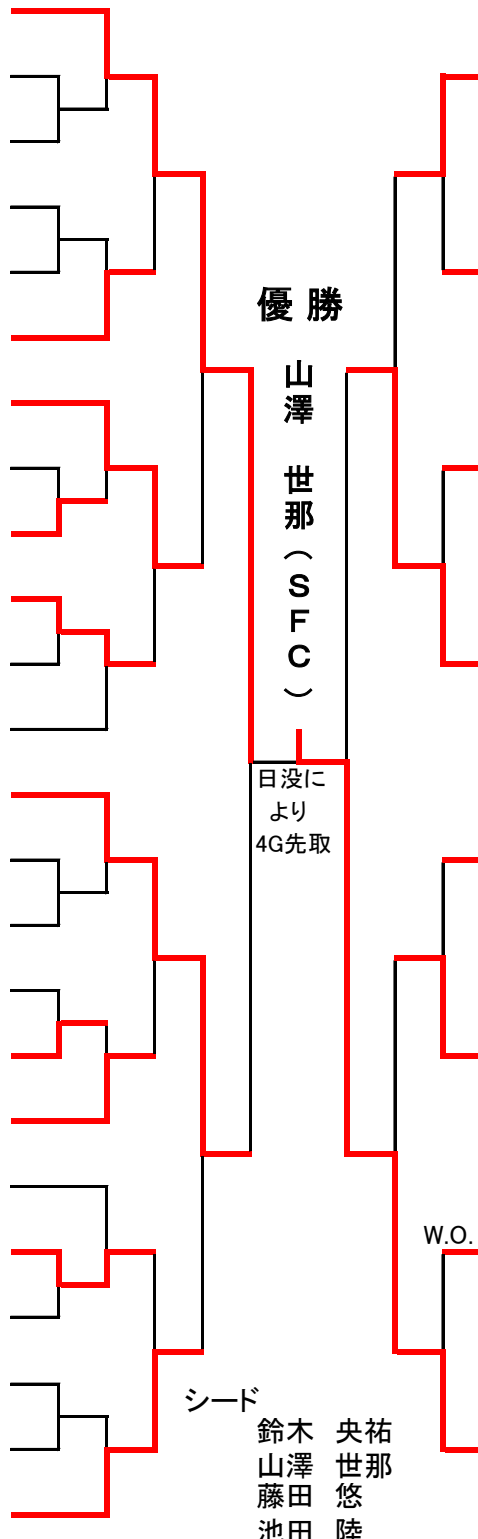 優勝
山澤 世那（SFC）
日没に
より
4G先取
W.O.
シード
鈴木 央祐
山澤 世那
藤田 悠
池田 陸